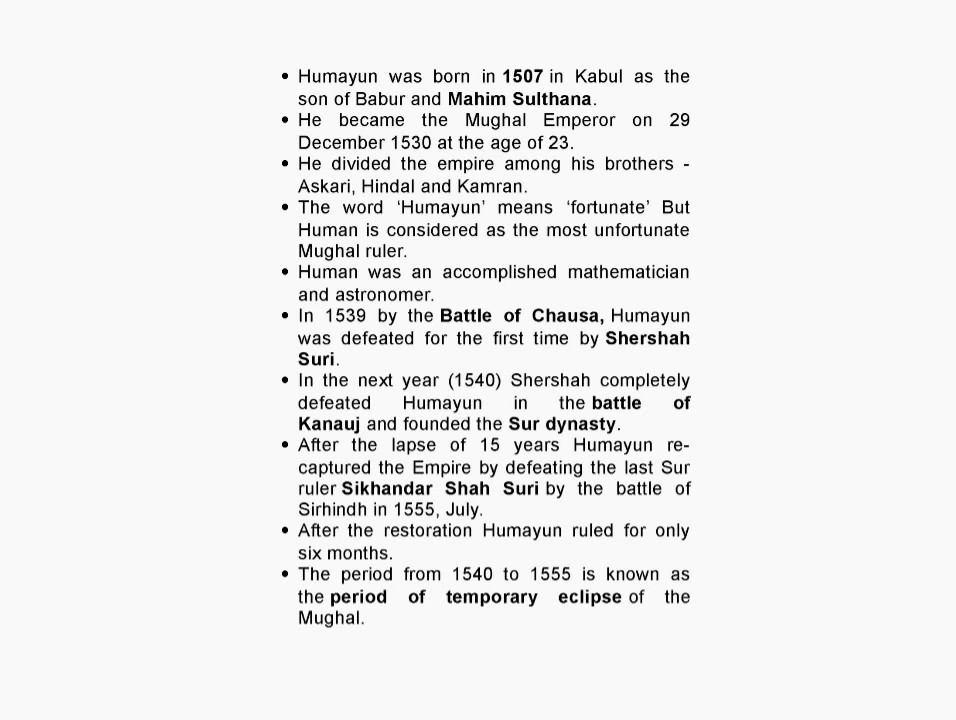 • Humayun was born in 1507 in Kabul as the
son of Babur and Mahim Sulthana.
• He became the Mughal Emperor on 29
December 1530 at the age of 23.
• He divided the empire among his brothers -
Askari, Hindal and Kamran.
• The word ‘Humayun’ means ‘fortunate’ But
Human is considered as the most unfortunate
Mughal ruler.
• Human was an accomplished mathematician
and astronomer.
• In 1539 by the Battle of Chausa, Humayun
was defeated for the first time by Shershah
Suri.
• In the next year (1540) Shershah completely
defeated Humayun in the battle of
Kanauj and founded the Sur dynasty.
• After the lapse of 15 years Humayun re-
captured the Empire by defeating the last Sur
ruler Sikhandar Shah Suri by the battle of
Sirhindh in 1555, July.
• After the restoration Humayun ruled for only
six months.
• The period from 1540 to 1555 is known as
the period of temporary eclipse of the
Mughal.